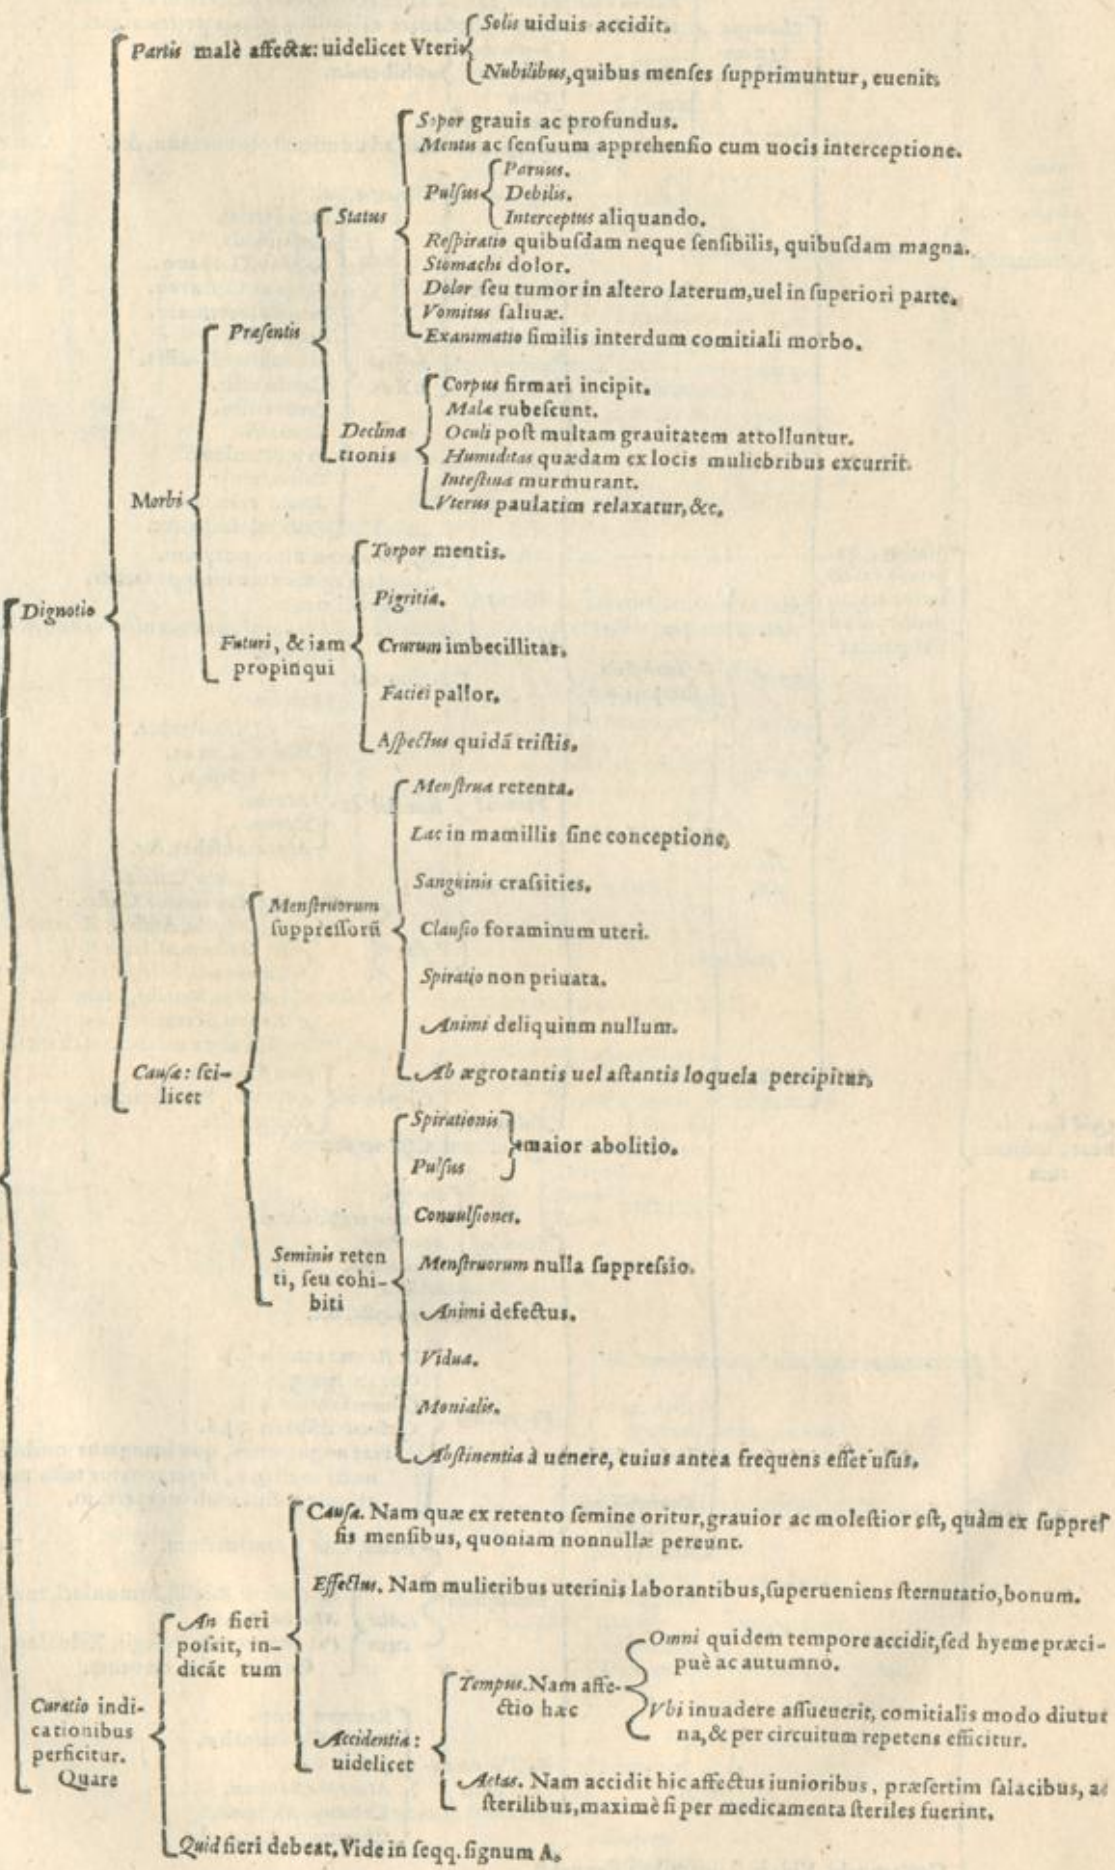 Partis malè affectæ: uidelicet Vteri
Solis uiduis accidit.
Nubilibus, quibus menses supprimuntur, euenit.
Sopor grauis ac profundus.
Mentis ac sensuum apprehensio cum uocis interceptione.
Pulsus
Paruus.
Debilis.
Interceptus aliquando.
Status
Respiratio quibusdam neque sensibilis, quibusdam magna.
Stomachi dolor.
Dolor seu tumor in altero laterum, uel in superiori parte.
Vomitus saliuæ.
Præsentis
Exanimatio similis interdum comitiali morbo.
Corpus firmari incipit.
Malæ rubescunt.
Declina
tionis
Oculi post multam grauitatem attolluntur.
Humiditas quædam ex locis muliebribus excurrit.
Intestina murmurant.
Vterus paulatim relaxatur, &c.
Morbi
Torpor mentis.
Pigritia.
Dignotio
Futuri, & iam
propinqui
Crurum imbecillitas.
Faciei pallor.
Aspectus quidã tristis.
Menstrua retenta.
Lac in mamillis sine conceptione,
Sanguinis crassities.
Menstruorum
suppressorũ
Clausio foraminum uteri.
Spiratio non priuata.
Animi deliquium nullum.
Causæ: sci-
licet
Ab ægrotantis uel astantis loquela percipitur,
Spirationis
Pulsus
maior abolitio.
Conuulsiones.
Seminis reten
ti, seu cohi-
biti
Menstruorum nulla suppressio.
Animi defectus.
Vidua.
Monialis.
Abstinentia à uenere, cuius antea frequens esset usus.
Causa. Nam quæ ex retento semine oritur, grauior ac molestior est, quàm ex suppres
sis mensibus, quoniam nonnullæ pereunt.
Effectus. Nam mulieribus uterinis laborantibus, superueniens sternutatio, bonum.
An fieri
possit, in-
dicãt tum
Tempus. Nam affe-
ctio hæc
Omni quidem tempore accidit, sed hyeme præci-
puè ac autumno.
Vbi inuadere assueuerit, comitialis modo diutur
na, & per circuitum repetens efficitur.
Curatio indi-
cationibus
perficitur.
Quare
Accidentia:
uidelicet
Aetas. Nam accidit hic affectus iunioribus, præsertim salacibus, ac
sterilibus, maximè si per medicamenta steriles fuerint.
Quid fieri debeat. Vide in seqq. signum A.